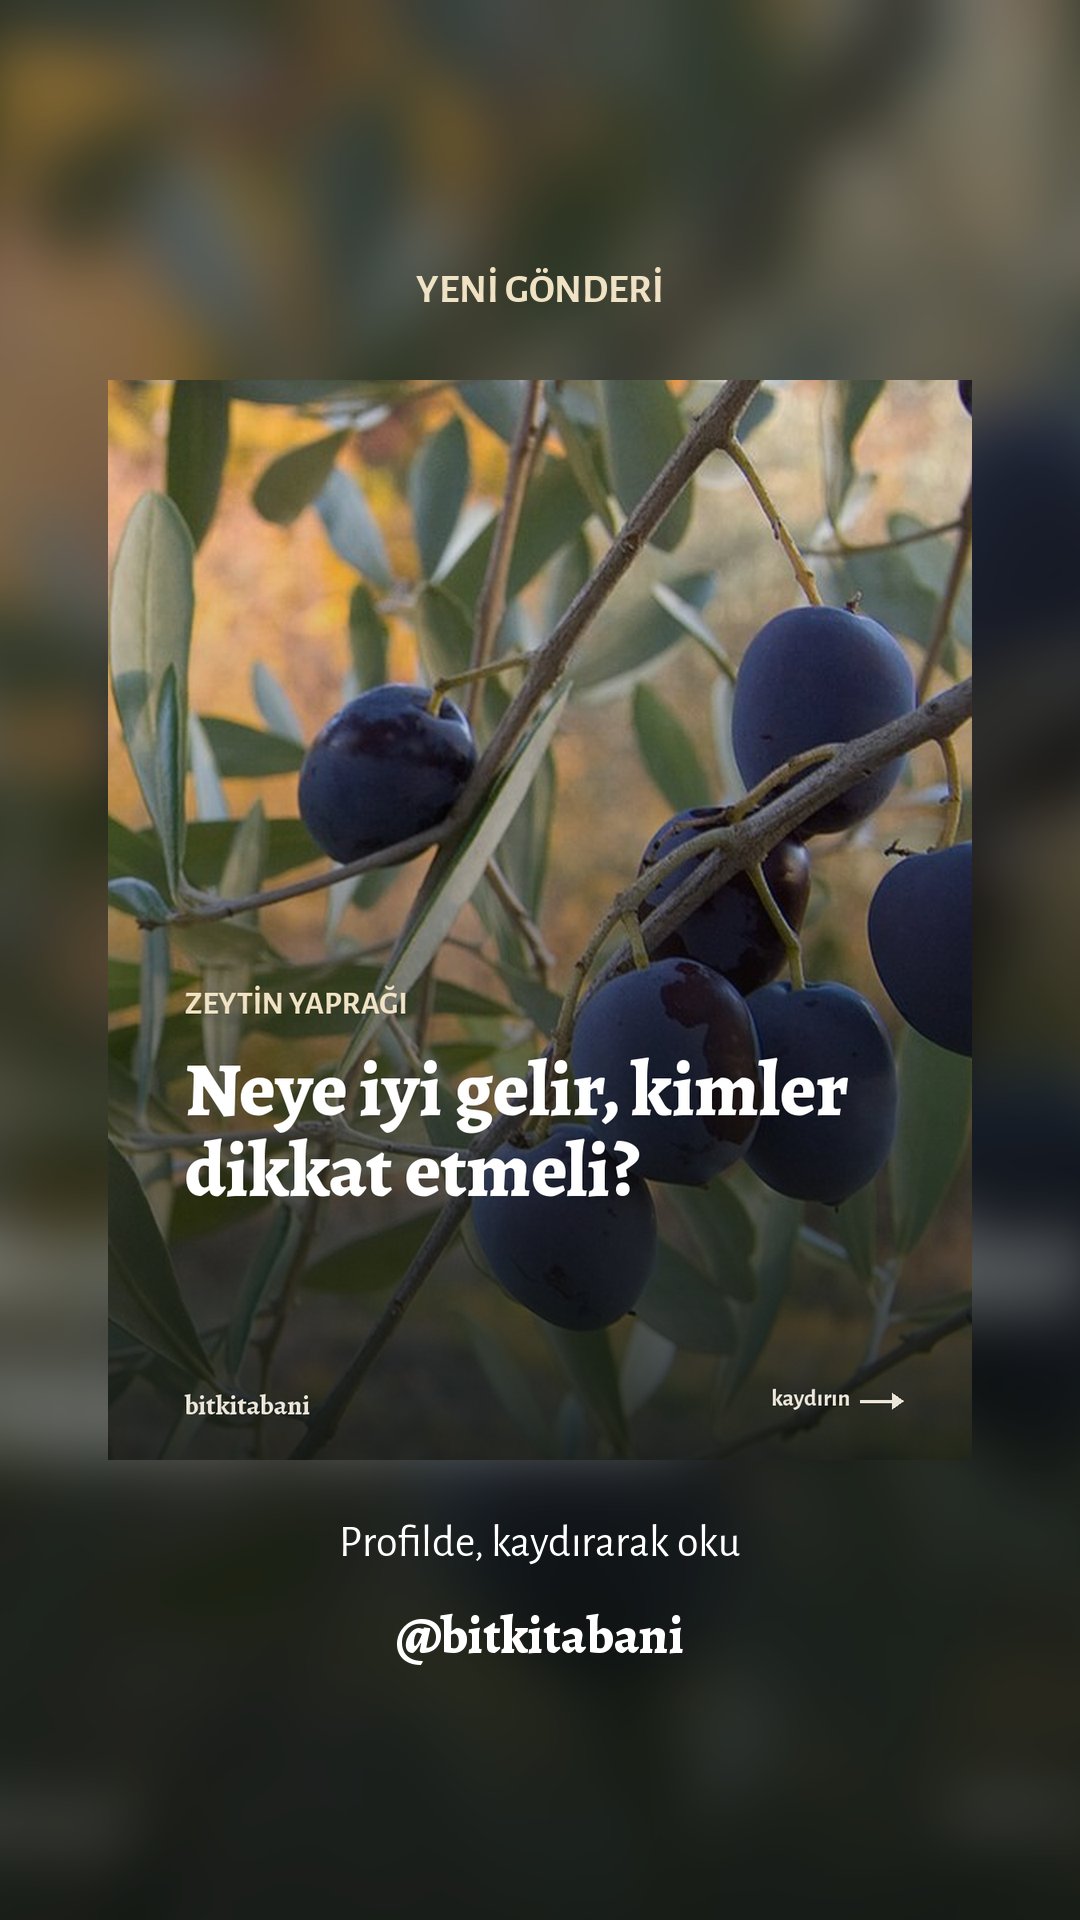 YENİ GÖNDERİ
ZEYTİN YAPRAĞI
Neye iyi gelir, kimler
dikkat etmeli?
bitkitabani
kaydırın
Profilde, kaydırarak oku
@bitkitabani